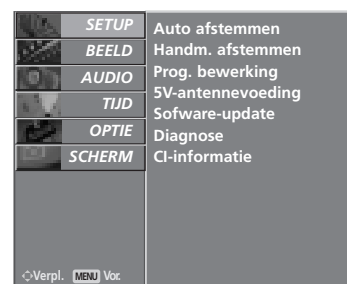 SETUP
BEELD
AUDIO
TIJD
OPTIE
SCHERM
Auto afstemmen
Handm. afstemmen
Prog. bewerking
5V-antennevoeding
Sofware-update
Diagnose
CI-informatie
Verpl. MENU Vor.